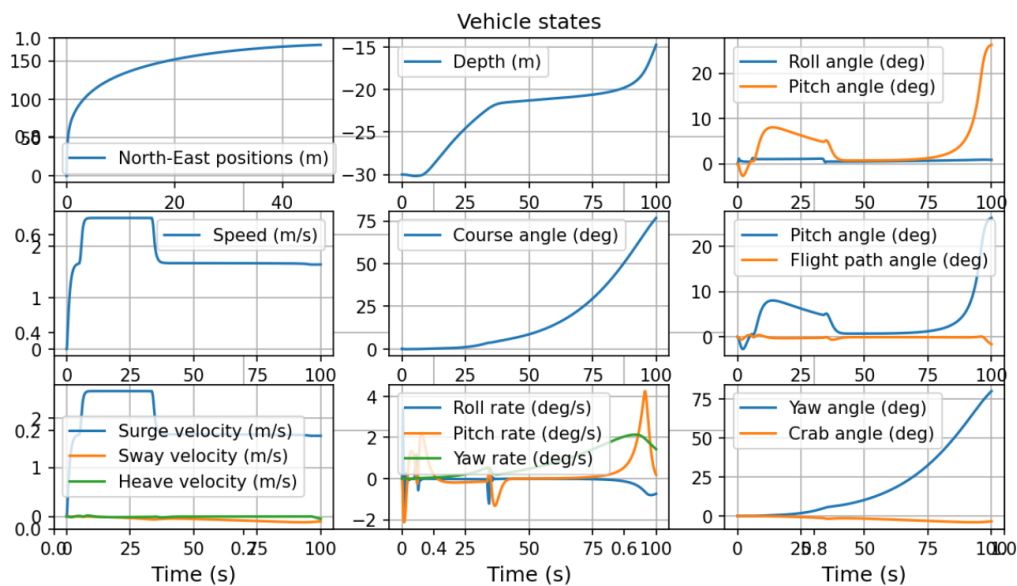 Vehicle states
1.0
150
100
0.8
50
0
North-East positions (m)
0 20 40
−15
−20
−25
−30
Depth (m)
0 25 50 75 100
20
10
0
Roll angle (deg)
Pitch angle (deg)
0 25 50 75 100
0.6
2
1
0.4
0
Speed (m/s)
0 25 50 75 100
75
50
25
0
Course angle (deg)
0 25 50 75 100
20
10
0
Pitch angle (deg)
Flight path angle (deg)
0 25 50 75 100
2
0.2
1
0
0.0
Surge velocity (m/s)
Sway velocity (m/s)
Heave velocity (m/s)
0.0 0 25 50 0.2 75 100
Time (s)
4
2
0
−2
Roll rate (deg/s)
Pitch rate (deg/s)
Yaw rate (deg/s)
0 0.4 25 50 75 0.6 100
Time (s)
75
50
25
0
Yaw angle (deg)
Crab angle (deg)
0 25 0.8 50 75 100 1.0
Time (s)